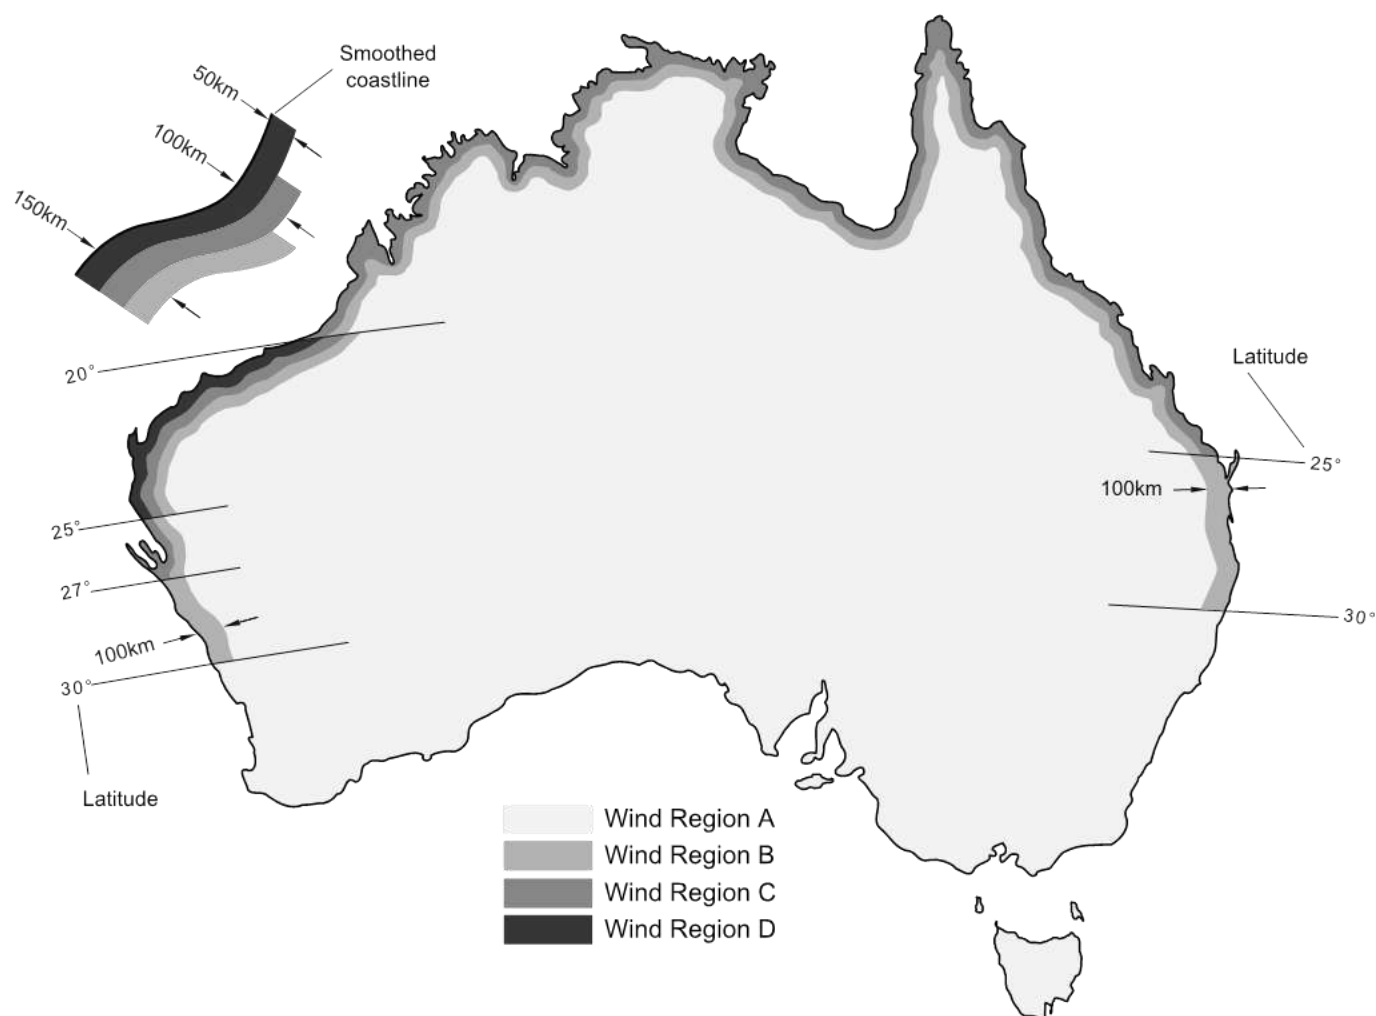 Smoothed
coastline
50km
100km
150km
20°
Latitude
25°
100km
25°
27°
100km
30°
30°
Latitude
Wind Region A
Wind Region B
Wind Region C
Wind Region D